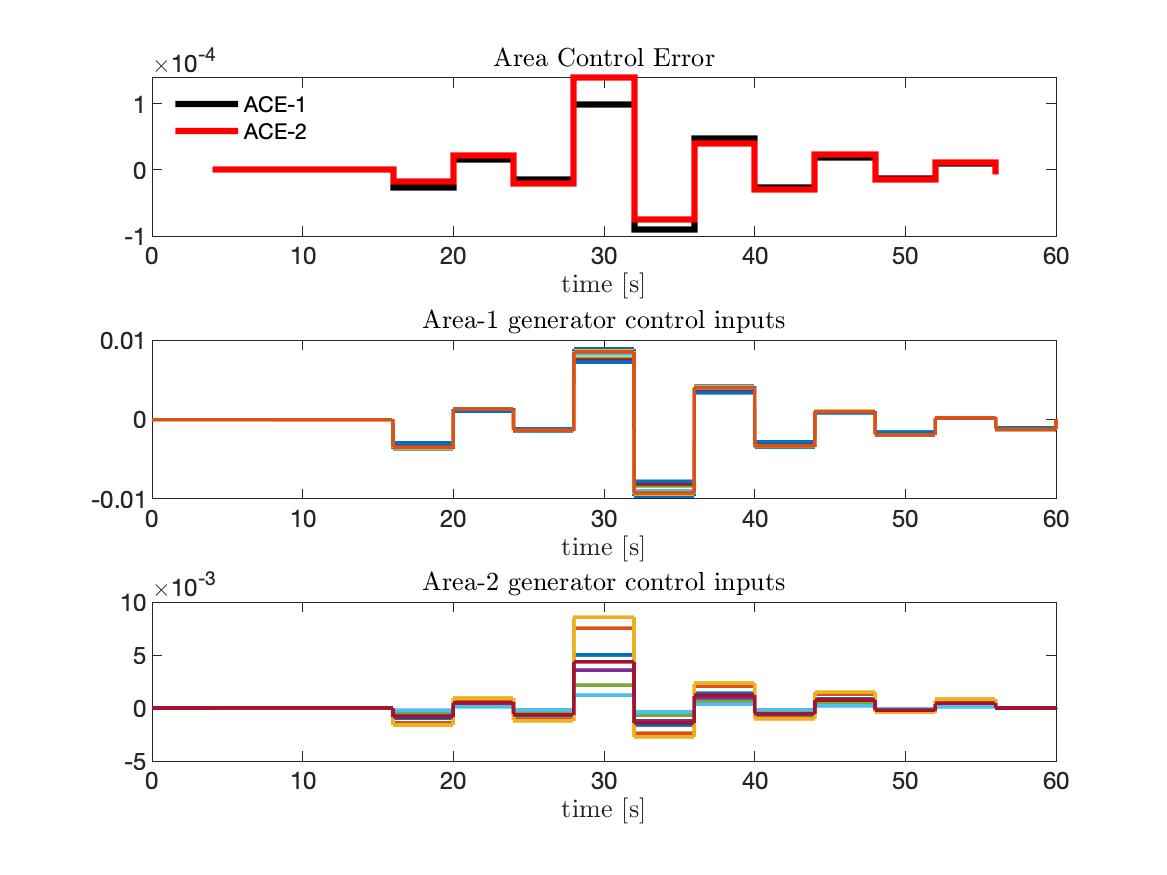 Area Control Error
×10-4
1
0
-1
ACE-1
ACE-2
0 10 20 30 40 50 60
time [s]
Area-1 generator control inputs
0.01
0
-0.01
0 10 20 30 40 50 60
time [s]
Area-2 generator control inputs
×10-3
10
5
0
-5
0 10 20 30 40 50 60
time [s]